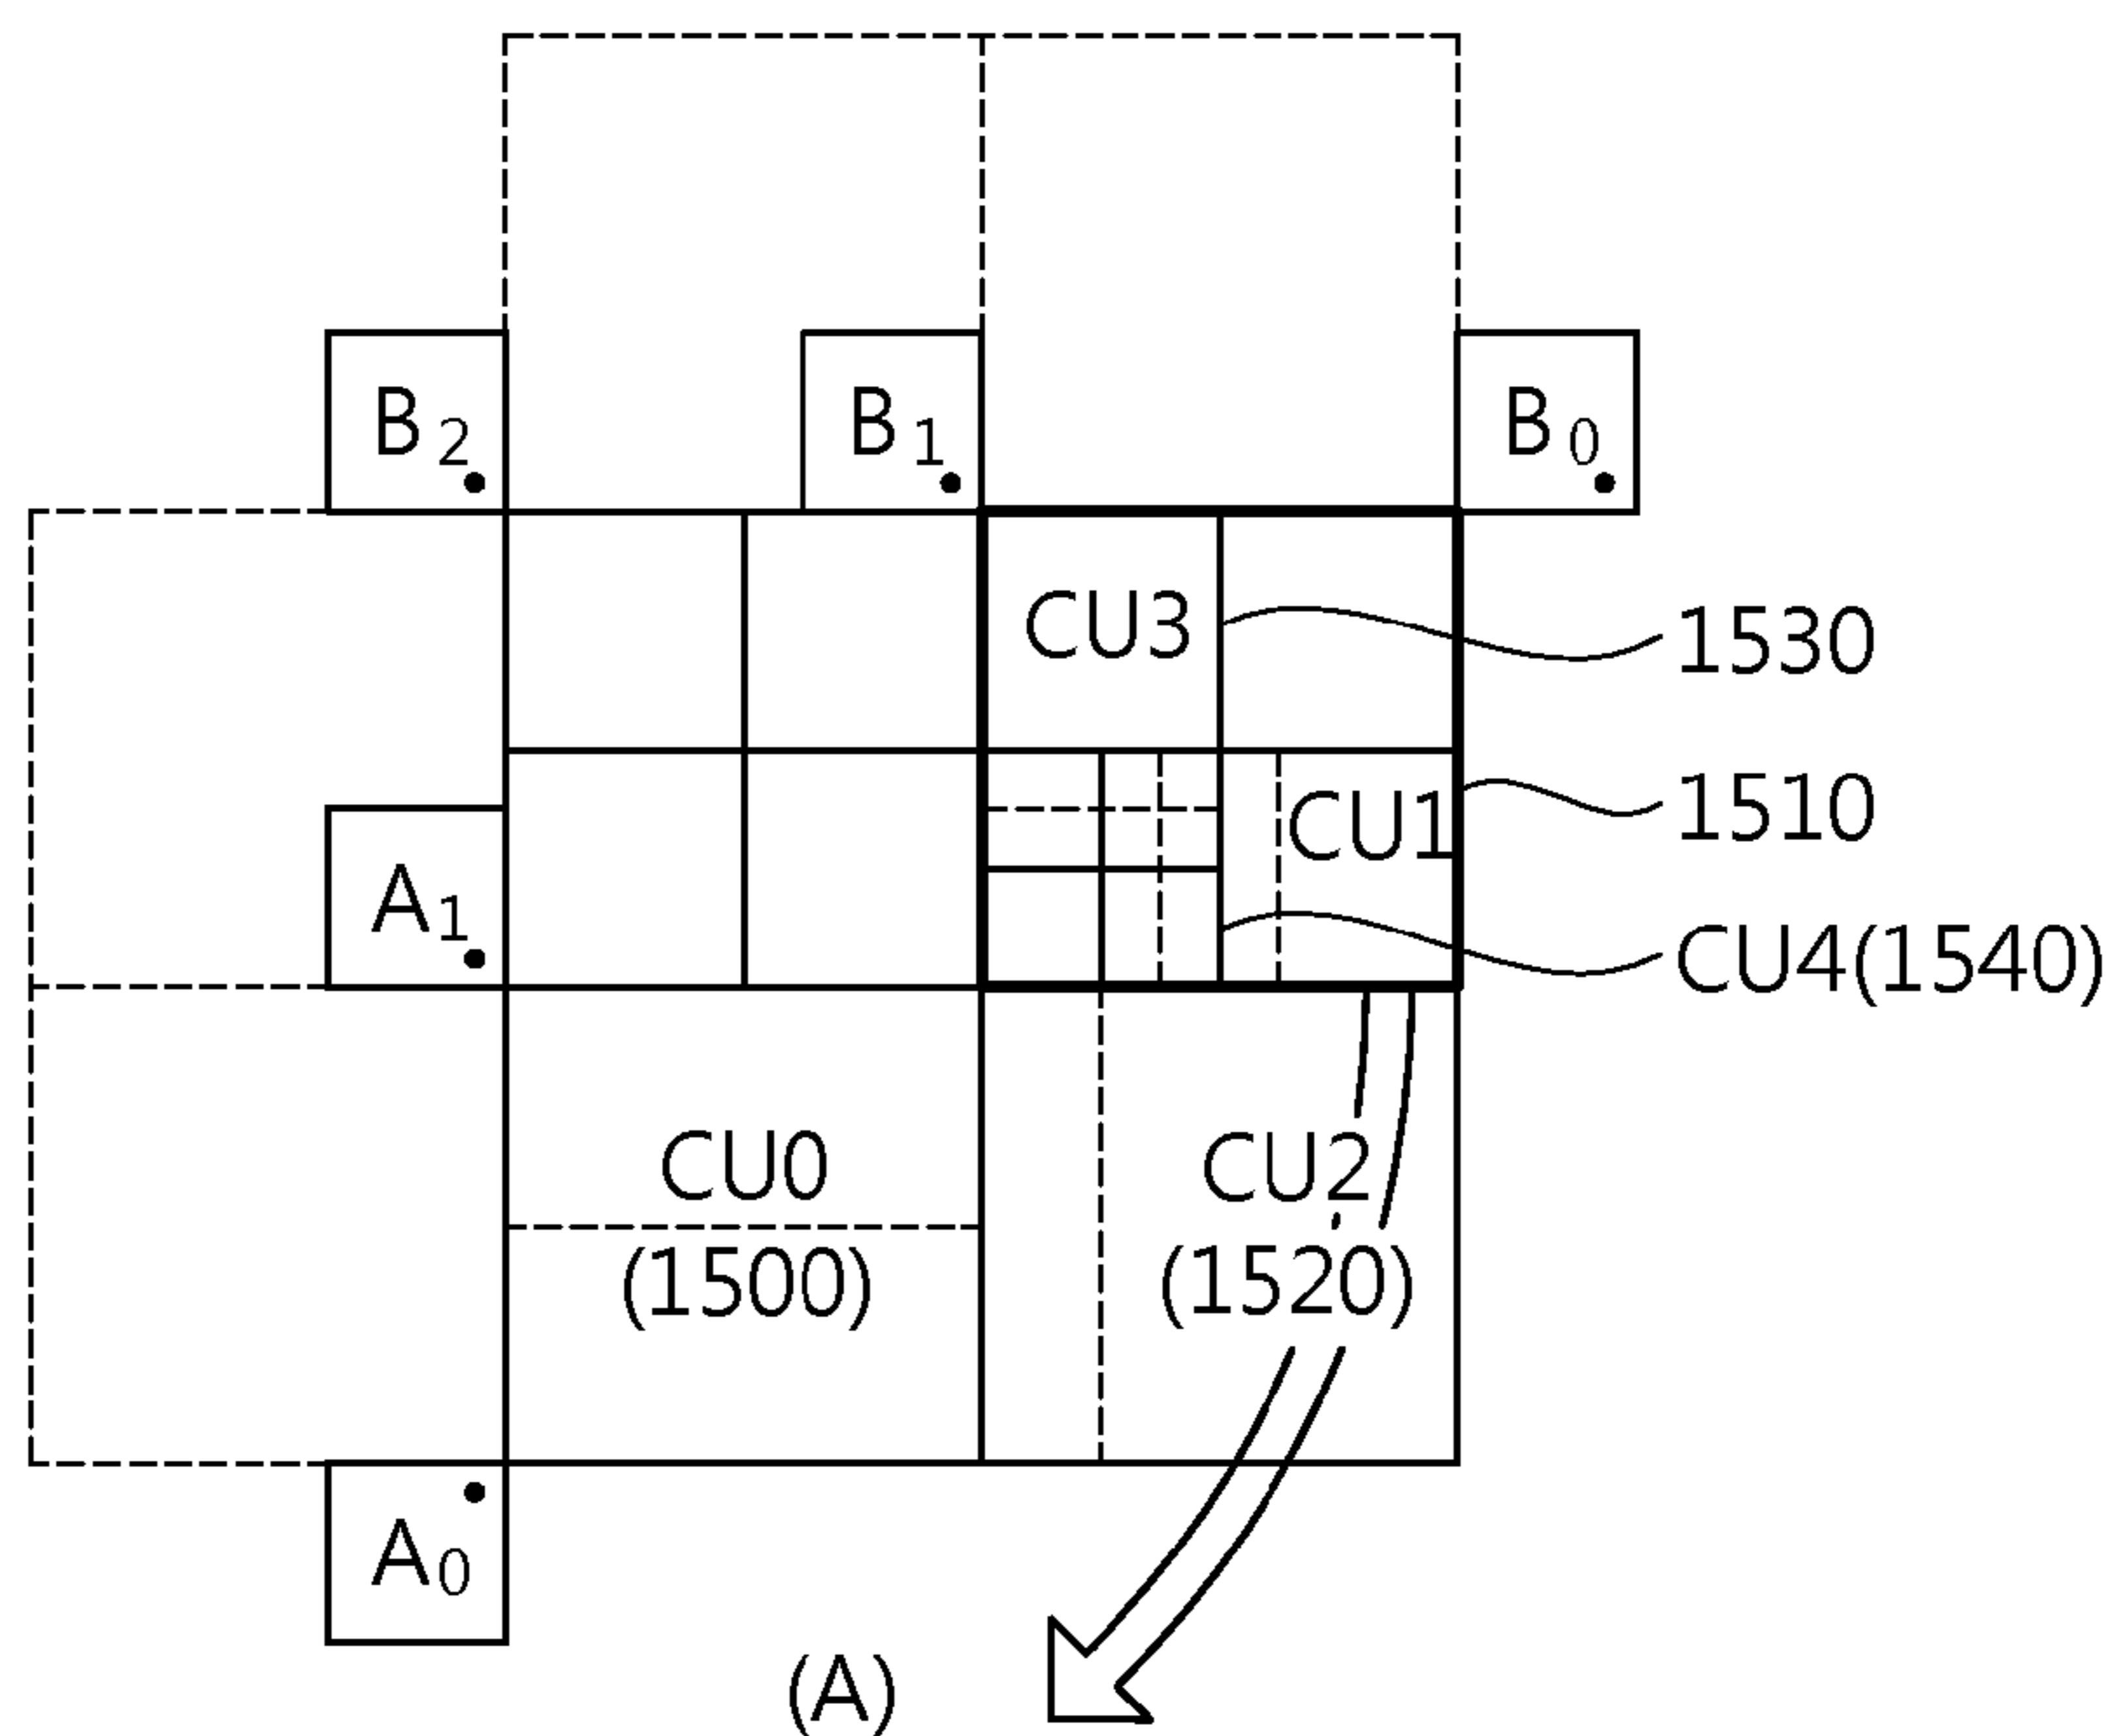 B2
B1
B0
CU3
1530
CU1
1510
A1
CU4(1540)
CU0
(1500)
CU2
(1520)
A0
(A)